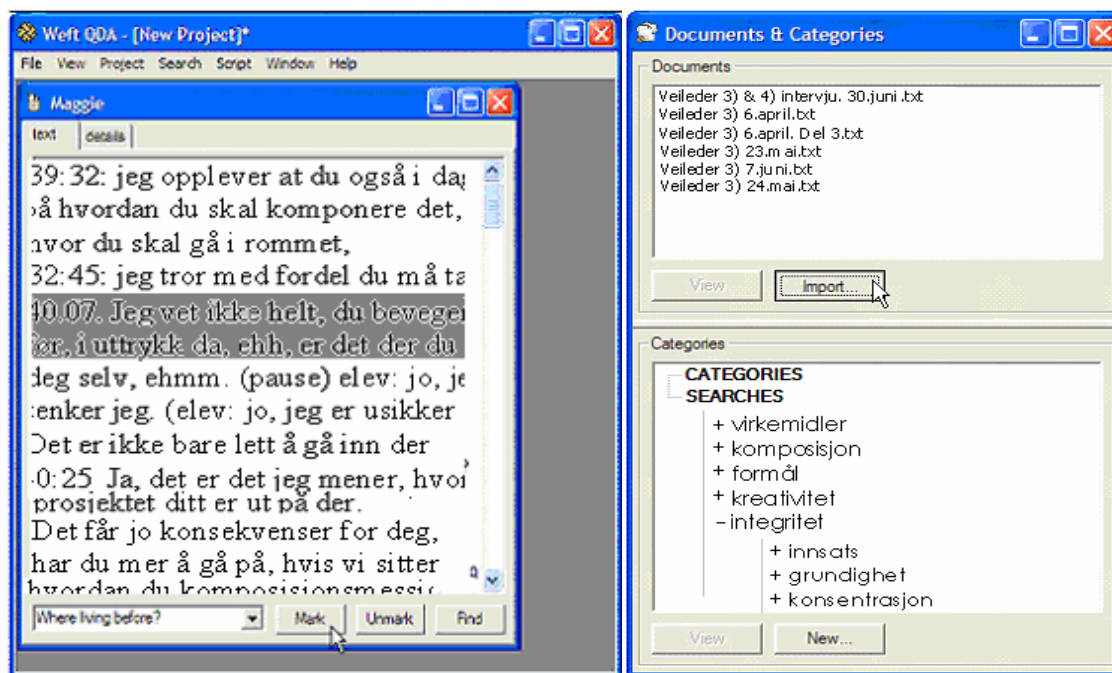 Weft QDA - [New Project]*
File View Project Search Script Window Help
Maggie
text details
39:32: jeg opplever at du også i dag
på hvordan du skal komponere det,
hvor du skal gå i rommet,
32:45: jeg tror med fordel du må ta
40.07. Jeg vet ikke helt, du beveger
før, i uttrykk da, ehh, er det der du
deg selv, ehmm. (pause) elev: jo, je
tenker jeg. (elev: jo, jeg er usikker
Det er ikke bare lett å gå inn der
40:25 Ja, det er det jeg mener, hvor
prosjektet ditt er ut på der.
Det får jo konsekvenser for deg,
har du mer å gå på, hvis vi sitter
hvordan du komposisjonsmessig
Where living before?
Mark Unmark Find
Documents & Categories
Documents
Veileder 3) & 4) intervju. 30.juni.txt
Veileder 3) 6.april.txt
Veileder 3) 6.april. Del 3.txt
Veileder 3) 23.mai.txt
Veileder 3) 7.juni.txt
Veileder 3) 24.mai.txt
View Import...
Categories
CATEGORIES
SEARCHES
+ virkemidler
+ komposisjon
+ formål
+ kreativitet
- integritet
+ innsats
+ grundighet
+ konsentrasjon
View New...